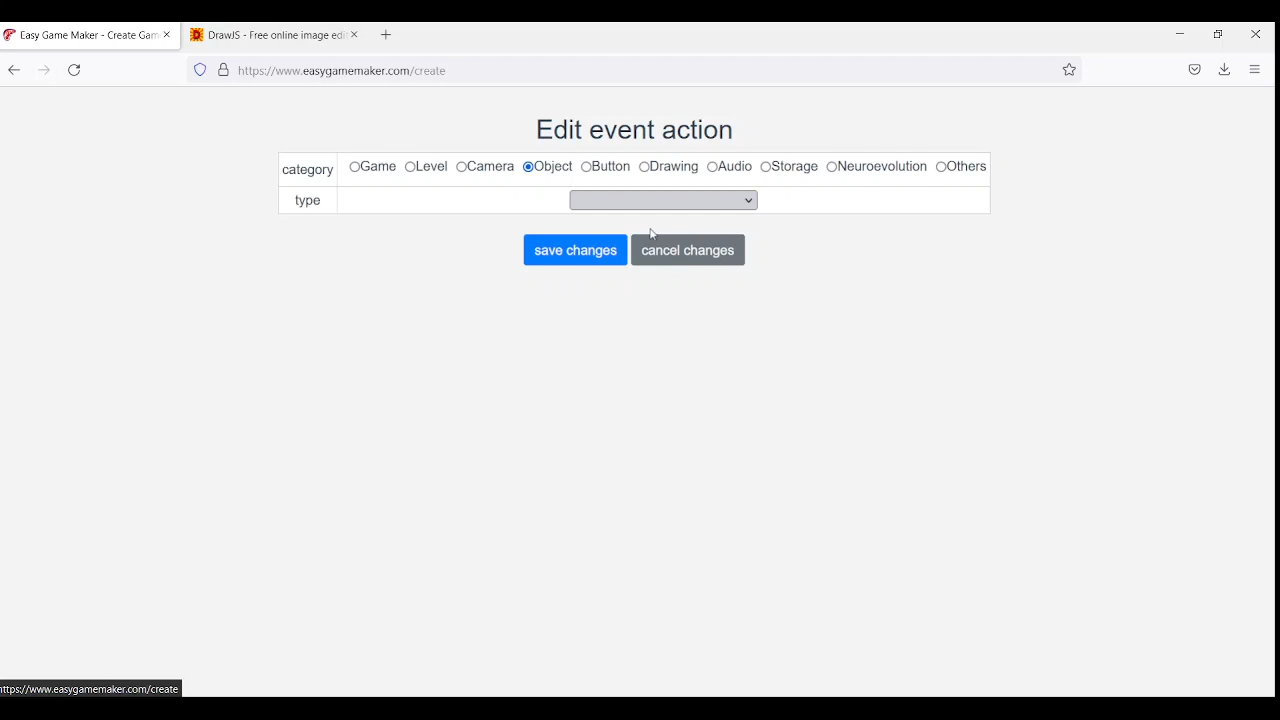 Easy Game Maker - Create Gam
DrawJS - Free online image edit
https://www.easygamemaker.com/create
Edit event action
category Game Level Camera Object Button Drawing Audio Storage Neuroevolution Others
type
save changes cancel changes
https://www.easygamemaker.com/create